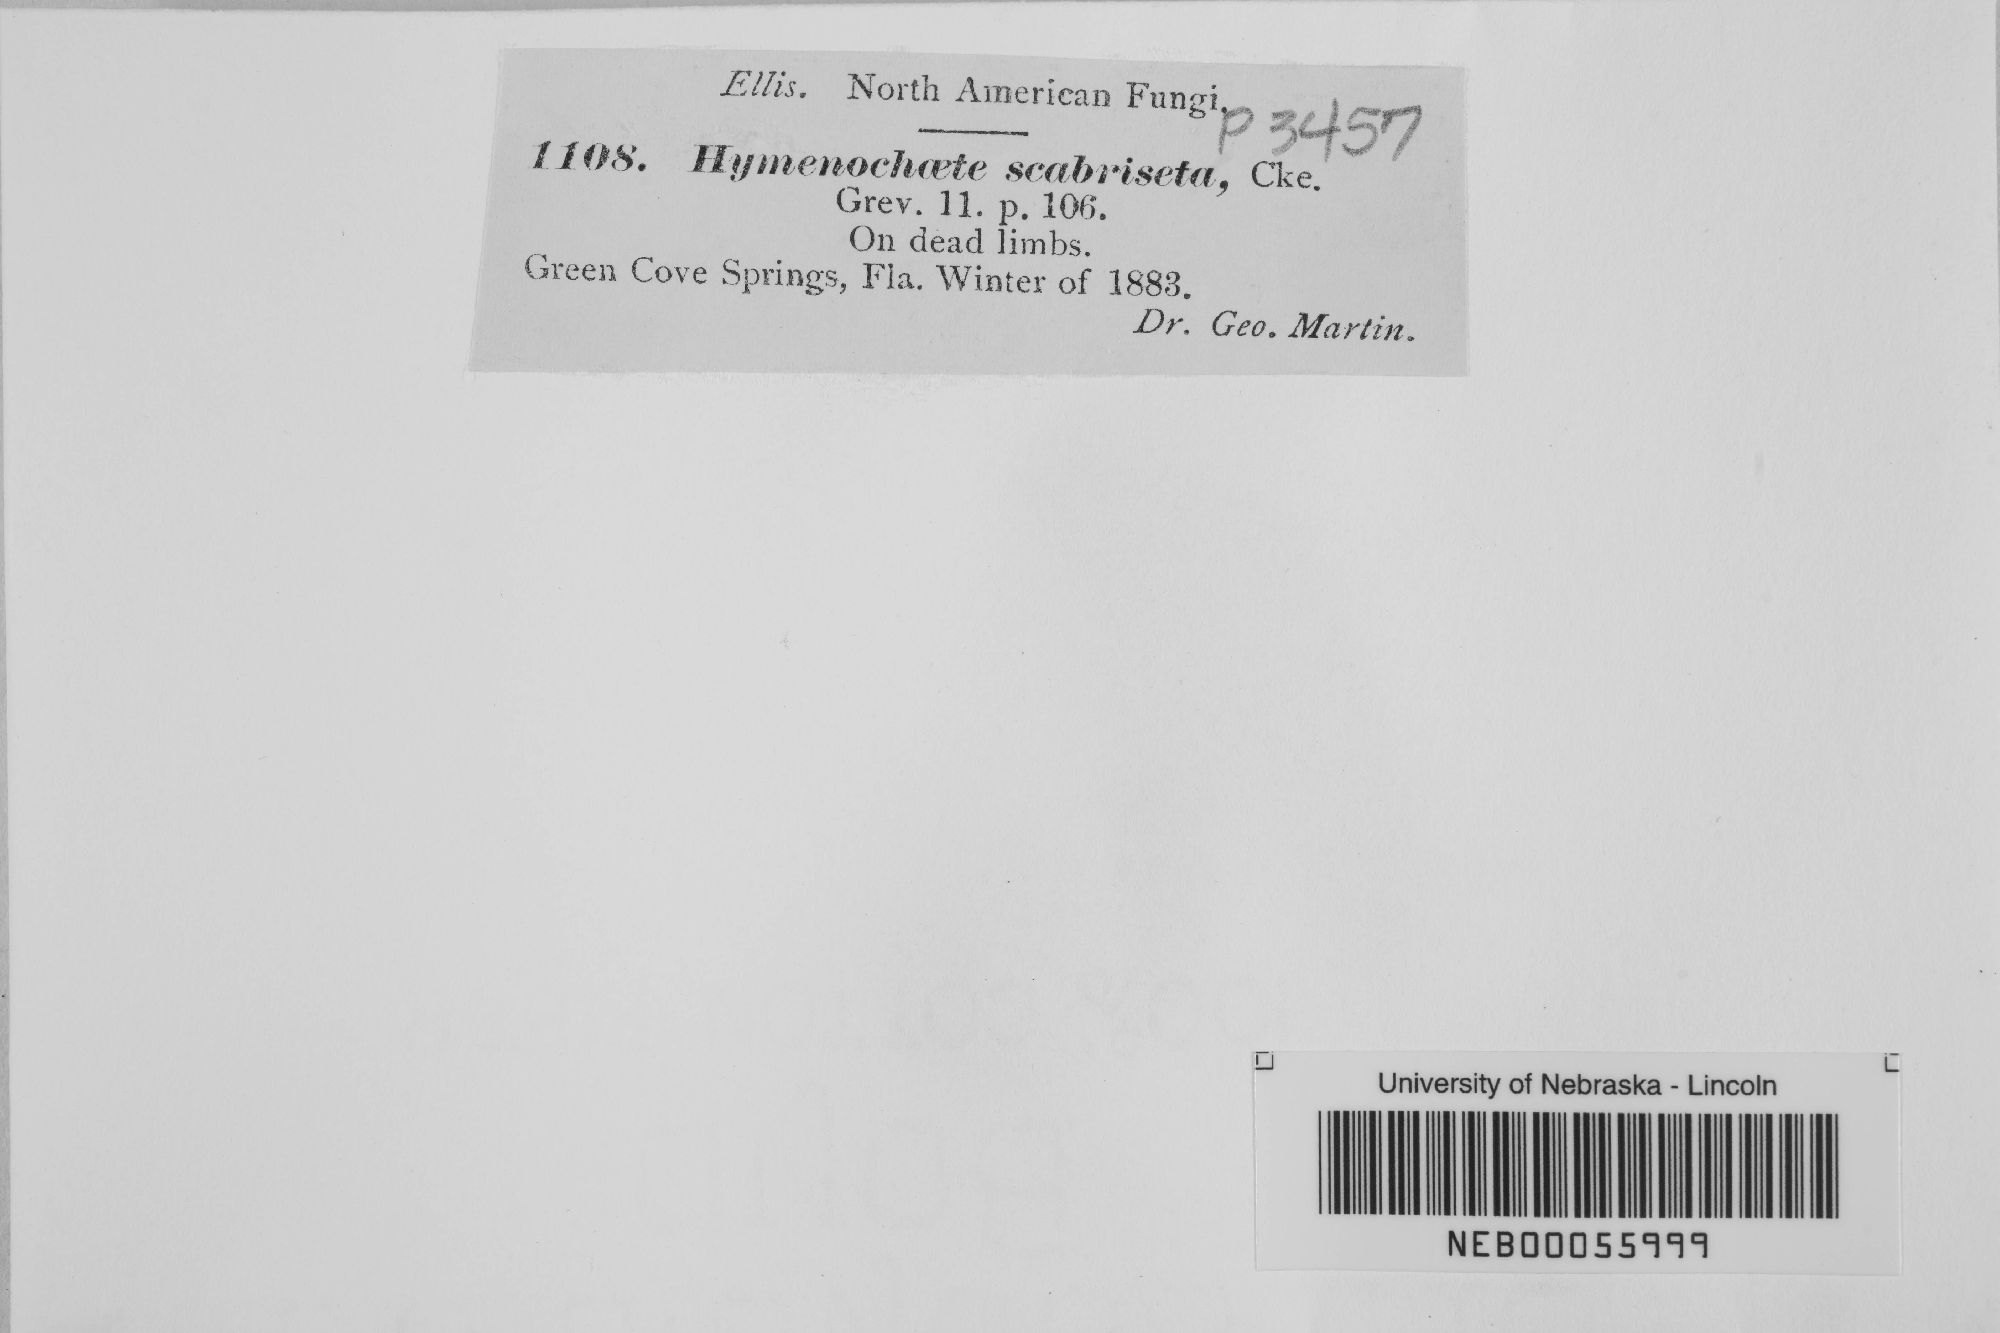 Ellis. North American Fungi.
P 3457
1108. Hymenochæte scabriseta, Cke.
Grev. 11. p. 106.
On dead limbs.
Green Cove Springs, Fla. Winter of 1883.
Dr. Geo. Martin.
University of Nebraska - Lincoln
NEB00055999